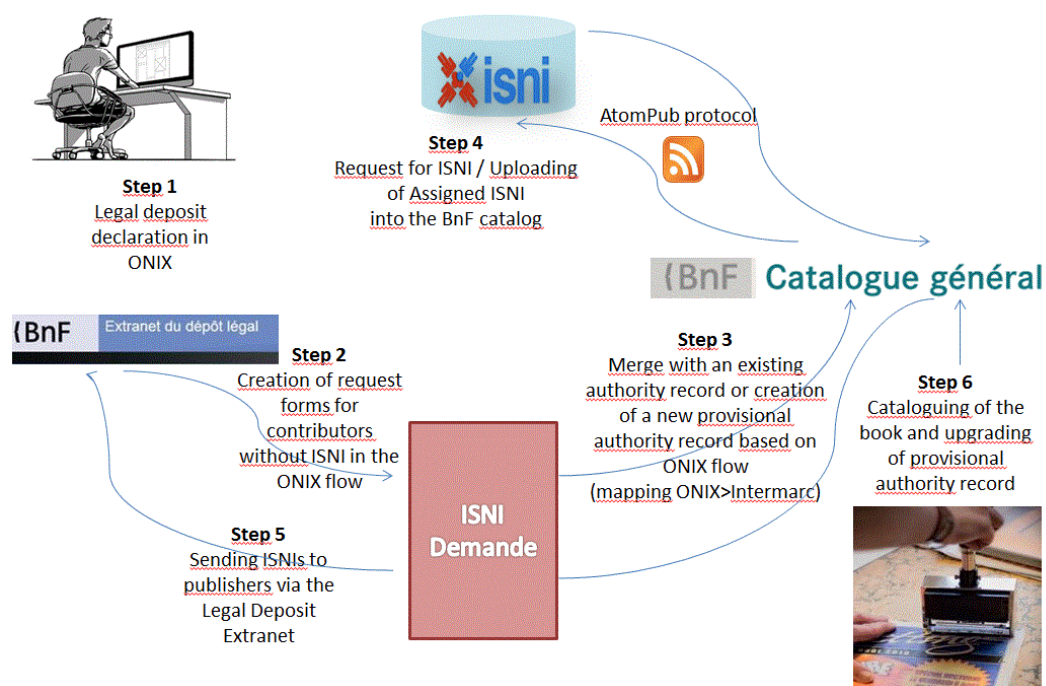 isni
AtomPub protocol
Step 1
Legal deposit
declaration in
ONIX
Step 4
Request for ISNI / Uploading
of Assigned ISNI
into the BnF catalog
BnF Catalogue général
BnF Extranet du dépôt légal
Step 2
Creation of request
forms for
contributors
without ISNI in the
ONIX flow
Step 3
Merge with an existing
authority record or creation
of a new provisional
authority record based on
ONIX flow
(mapping ONIX>Intermarc)
Step 6
Cataloguing of the
book and upgrading
of provisional
authority record
ISNI
Demande
Step 5
Sending ISNIs to
publishers via the
Legal Deposit
Extranet